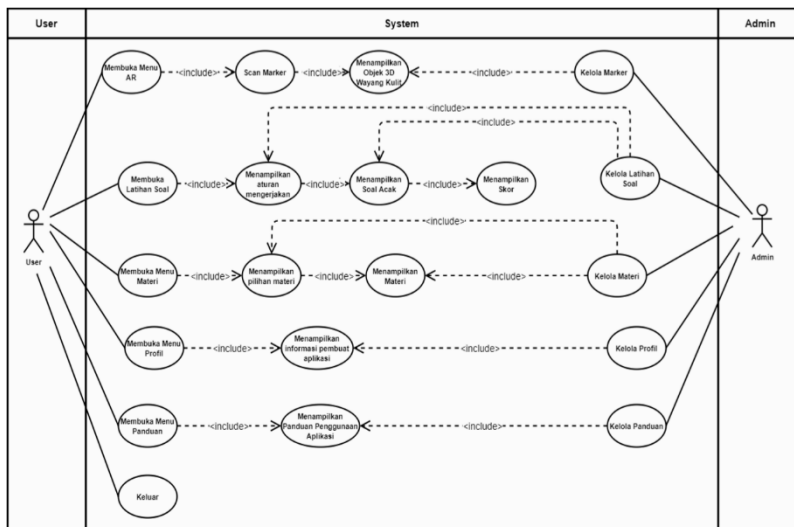 User
System
Admin
Membuka Menu
AR
<include>
Scan Marker
<include>
Menampilkan
Objek 3D
Wayang Kulit
<include>
Kelola Marker
<include>
<include>
Membuka
Latihan Soal
<include>
Menampilkan
aturan
mengerjakan
<include>
Menampilkan
Soal Acak
<include>
Menampilkan
Skor
Kelola Latihan
Soal
<include>
User
Admin
Membuka Menu
Materi
<include>
Menampilkan
pilihan materi
<include>
Menampilkan
Materi
<include>
Kelola Materi
Membuka Menu
Profil
<include>
Menampilkan
informasi pembuat
aplikasi
<include>
Kelola Profil
Membuka Menu
Panduan
<include>
Menampilkan
Panduan Penggunaan
Aplikasi
<include>
Kelola Panduan
Keluar